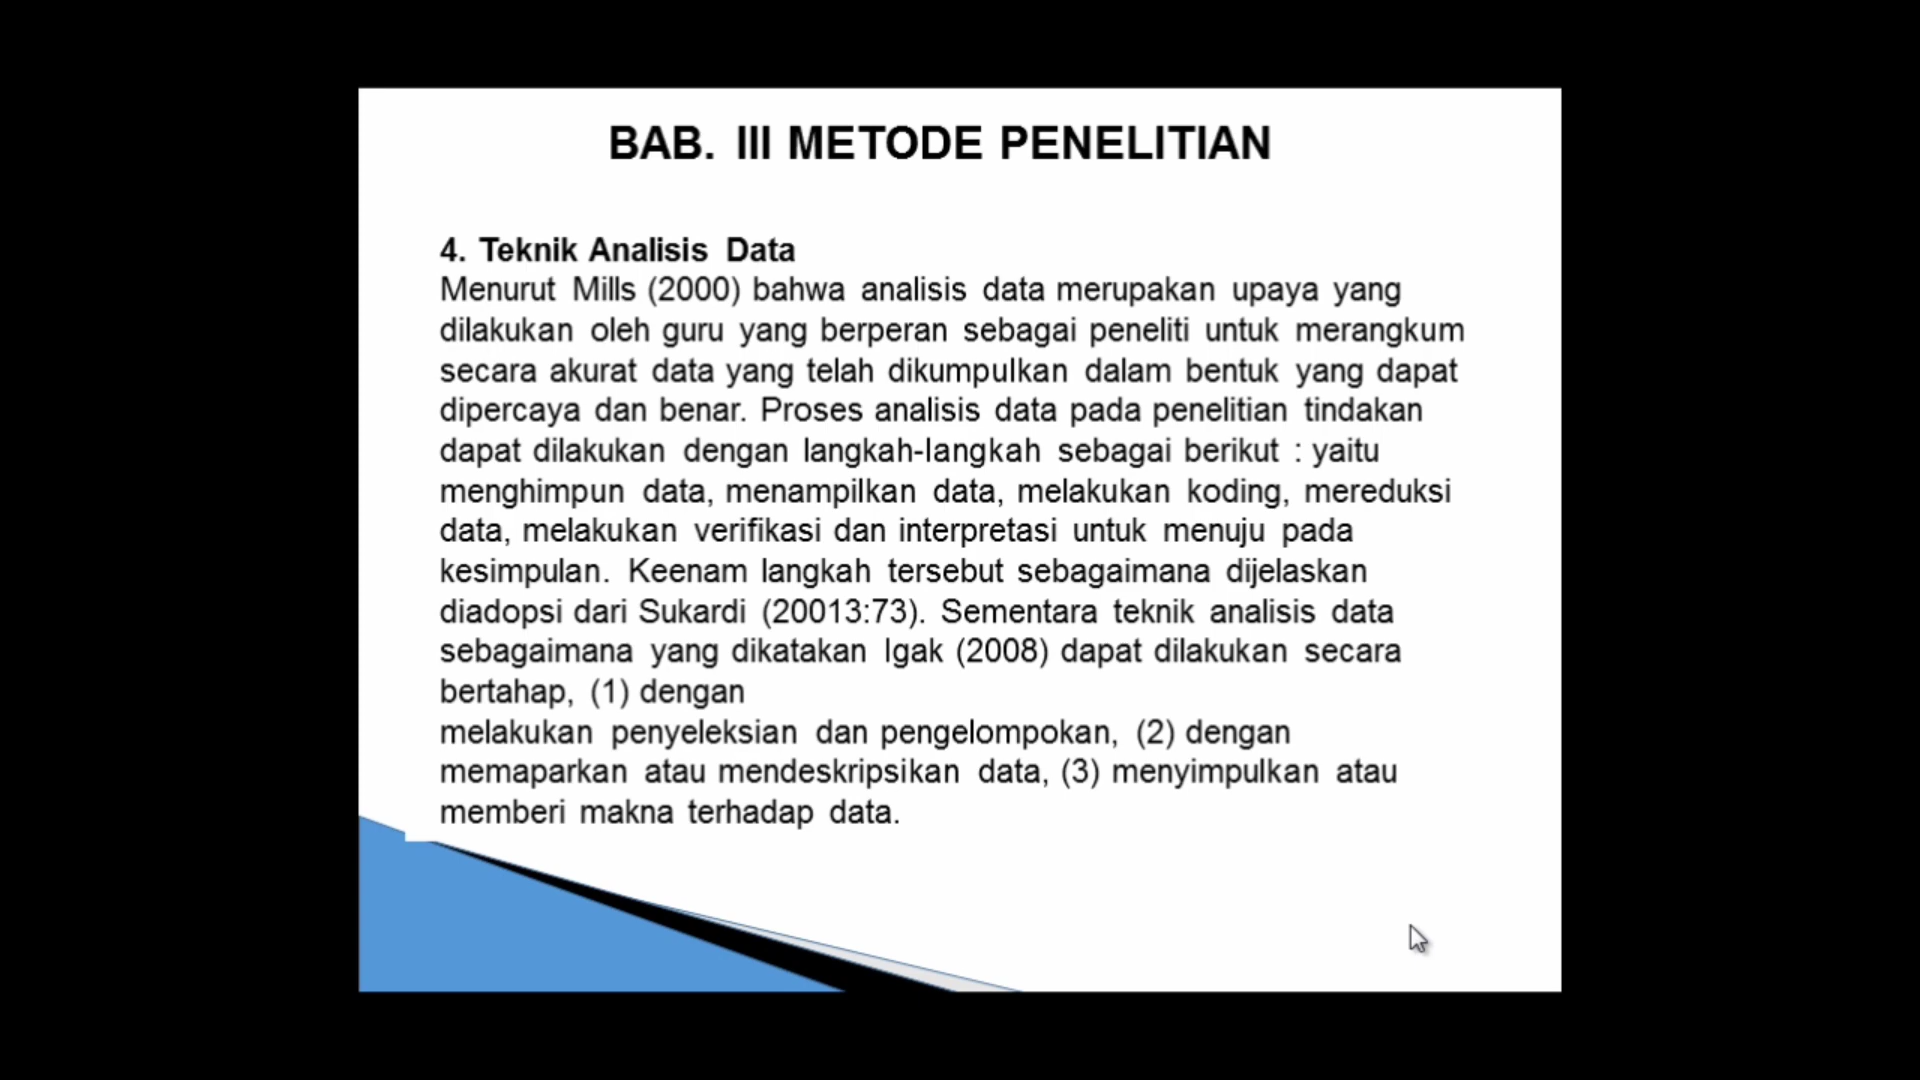 BAB. III METODE PENELITIAN
4. Teknik Analisis Data
Menurut Mills (2000) bahwa analisis data merupakan upaya yang
dilakukan oleh guru yang berperan sebagai peneliti untuk merangkum
secara akurat data yang telah dikumpulkan dalam bentuk yang dapat
dipercaya dan benar. Proses analisis data pada penelitian tindakan
dapat dilakukan dengan langkah-langkah sebagai berikut : yaitu
menghimpun data, menampilkan data, melakukan koding, mereduksi
data, melakukan verifikasi dan interpretasi untuk menuju pada
kesimpulan. Keenam langkah tersebut sebagaimana dijelaskan
diadopsi dari Sukardi (20013:73). Sementara teknik analisis data
sebagaimana yang dikatakan Igak (2008) dapat dilakukan secara
bertahap, (1) dengan
melakukan penyeleksian dan pengelompokan, (2) dengan
memaparkan atau mendeskripsikan data, (3) menyimpulkan atau
memberi makna terhadap data.